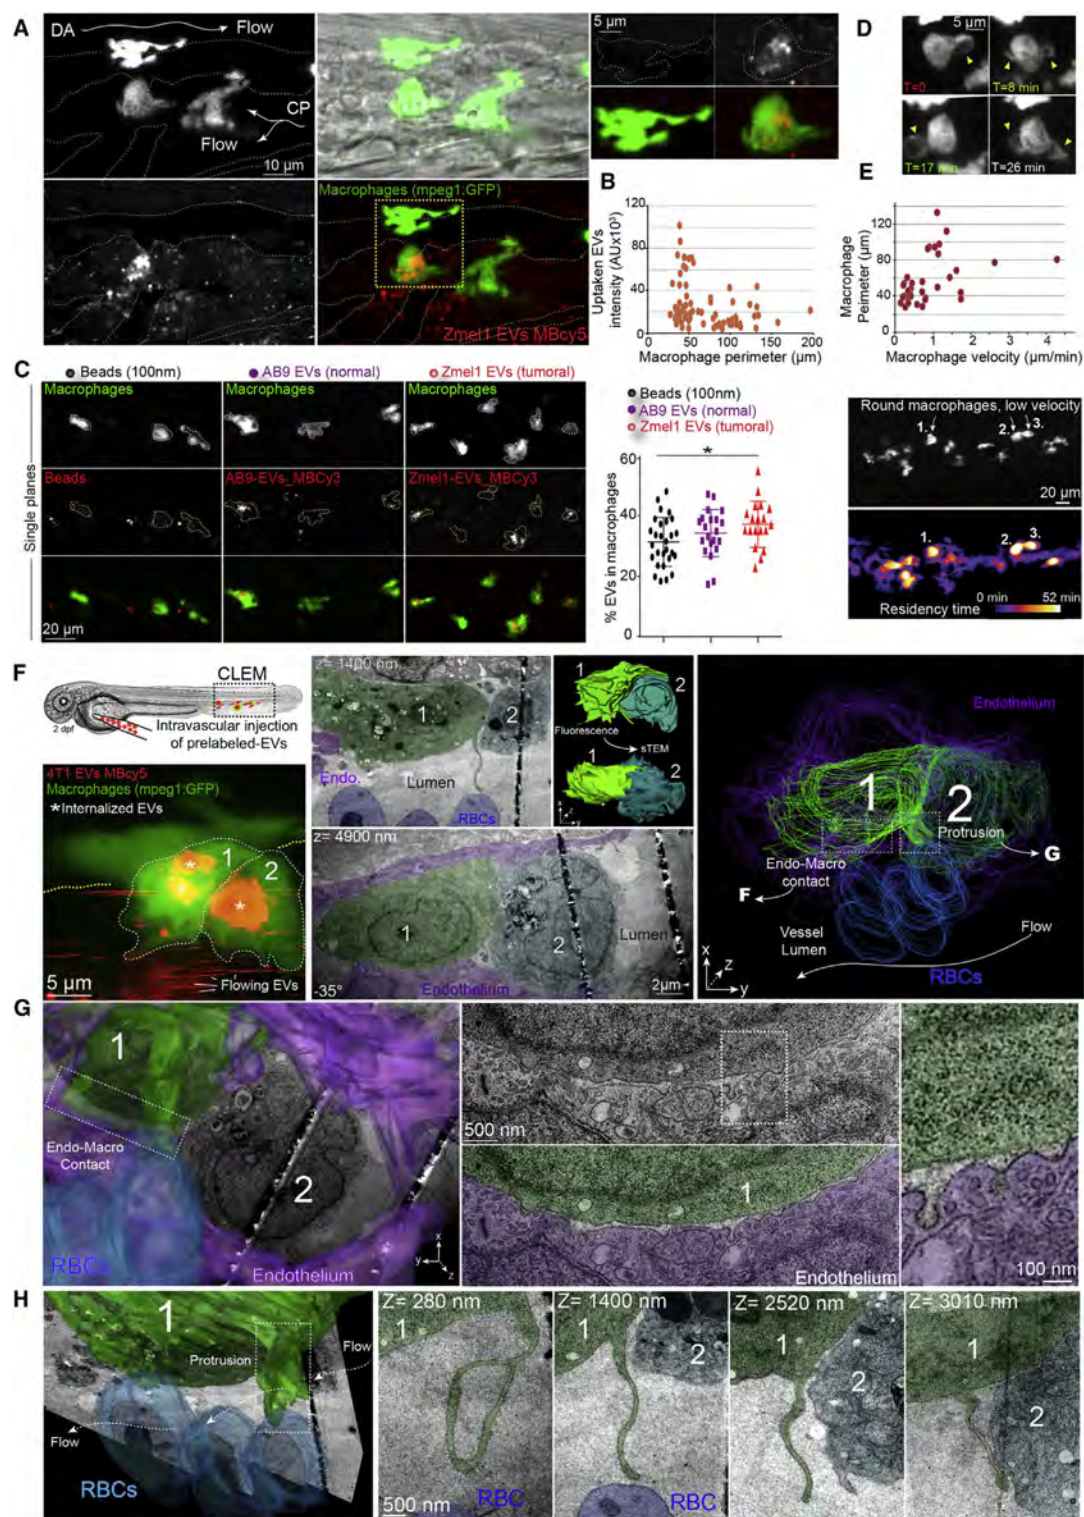 A
DA
Flow
CP
Flow
10 µm
5 µm
Macrophages (mpeg1:GFP)
Zmel1 EVs MBcy5
B
Uptaken EVs
intensity (AUx10³)
120
80
40
0
0 50 100 150 200
Macrophage perimeter (µm)
D
5 µm
T=0
T=8 min
T=17 min
T=26 min
E
Macrophage
Peimeter (µm)
120
80
40
0
0 1 2 3 4
Macrophage velocity (µm/min)
Round macrophages, low velocity
1. 2. 3.
20 µm
1. 2. 3.
0 min 52 min
Residency time
C
Beads (100nm)
AB9 EVs (normal)
Zmel1 EVs (tumoral)
Macrophages
Macrophages
Macrophages
Beads
AB9-EVs_MBCy3
Zmel1-EVs_MBCy3
Single planes
20 µm
Beads (100nm)
AB9 EVs (normal)
Zmel1 EVs (tumoral)
*
% EVs in macrophages
60
40
20
0
F
CLEM
2 dpf
Intravascular injection
of prelabeled-EVs
4T1 EVs MBcy5
Macrophages (mpeg1:GFP)
*Internalized EVs
1
2
* * *
5 µm
Flowing EVs
z= 1400 nm
1
2
Endo.
Lumen
RBCs
1
2
Fluorescence
sTEM
1
2
x
z
y
z= 4900 nm
1
2
Lumen
-35°
Endothelium
2µm
Endothelium
1
2
Protrusion
G
Endo-Macro
contact
F
Vessel
Lumen
Flow
RBCs
x
z
y
G
1
Endo-Macro
Contact
2
RBCs
Endothelium
x
y
z
500 nm
1
Endothelium
100 nm
H
1
Protrusion
Flow
Flow
RBCs
Z= 280 nm
1
500 nm
RBC
Z= 1400 nm
1
2
RBC
Z= 2520 nm
1
2
Z= 3010 nm
1
2